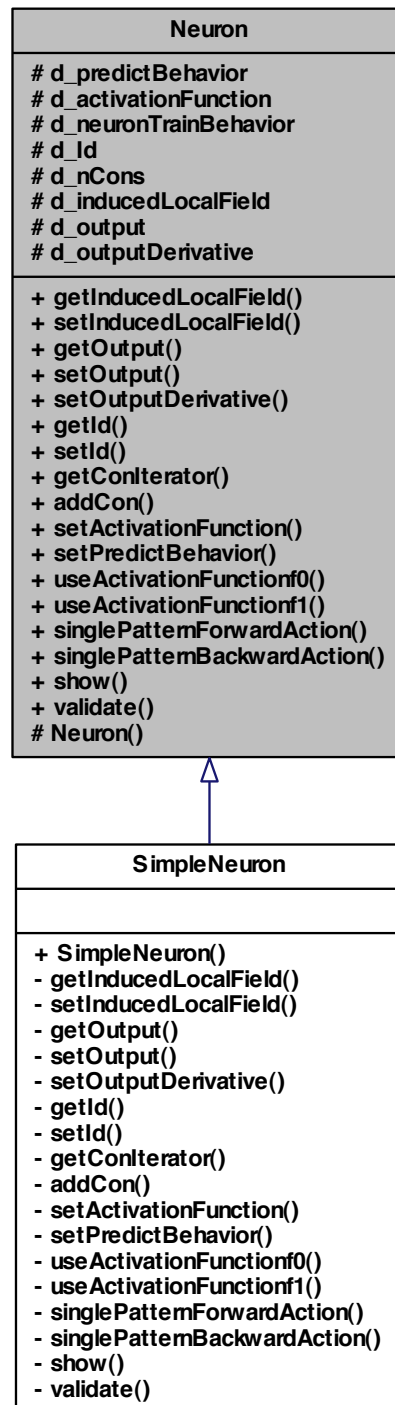 Neuron
# d_predictBehavior
# d_activationFunction
# d_neuronTrainBehavior
# d_Id
# d_nCons
# d_inducedLocalField
# d_output
# d_outputDerivative
+ getInducedLocalField()
+ setInducedLocalField()
+ getOutput()
+ setOutput()
+ setOutputDerivative()
+ getId()
+ setId()
+ getConIterator()
+ addCon()
+ setActivationFunction()
+ setPredictBehavior()
+ useActivationFunctionf0()
+ useActivationFunctionf1()
+ singlePatternForwardAction()
+ singlePatternBackwardAction()
+ show()
+ validate()
# Neuron()
SimpleNeuron
+ SimpleNeuron()
- getInducedLocalField()
- setInducedLocalField()
- getOutput()
- setOutput()
- setOutputDerivative()
- getId()
- setId()
- getConIterator()
- addCon()
- setActivationFunction()
- setPredictBehavior()
- useActivationFunctionf0()
- useActivationFunctionf1()
- singlePatternForwardAction()
- singlePatternBackwardAction()
- show()
- validate()